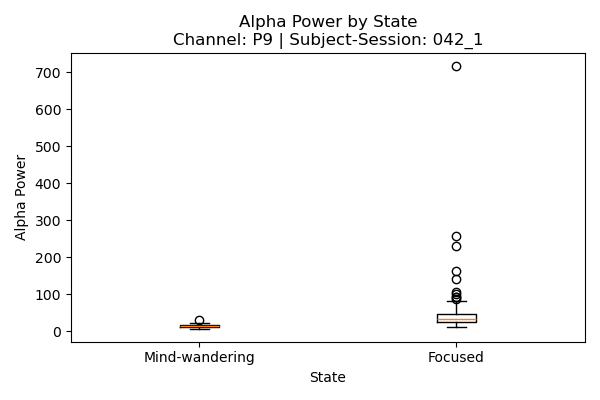 Alpha Power by State
Channel: P9 | Subject-Session: 042_1
700
600
500
400
300
200
100
0
Alpha Power
Mind-wandering
Focused
State